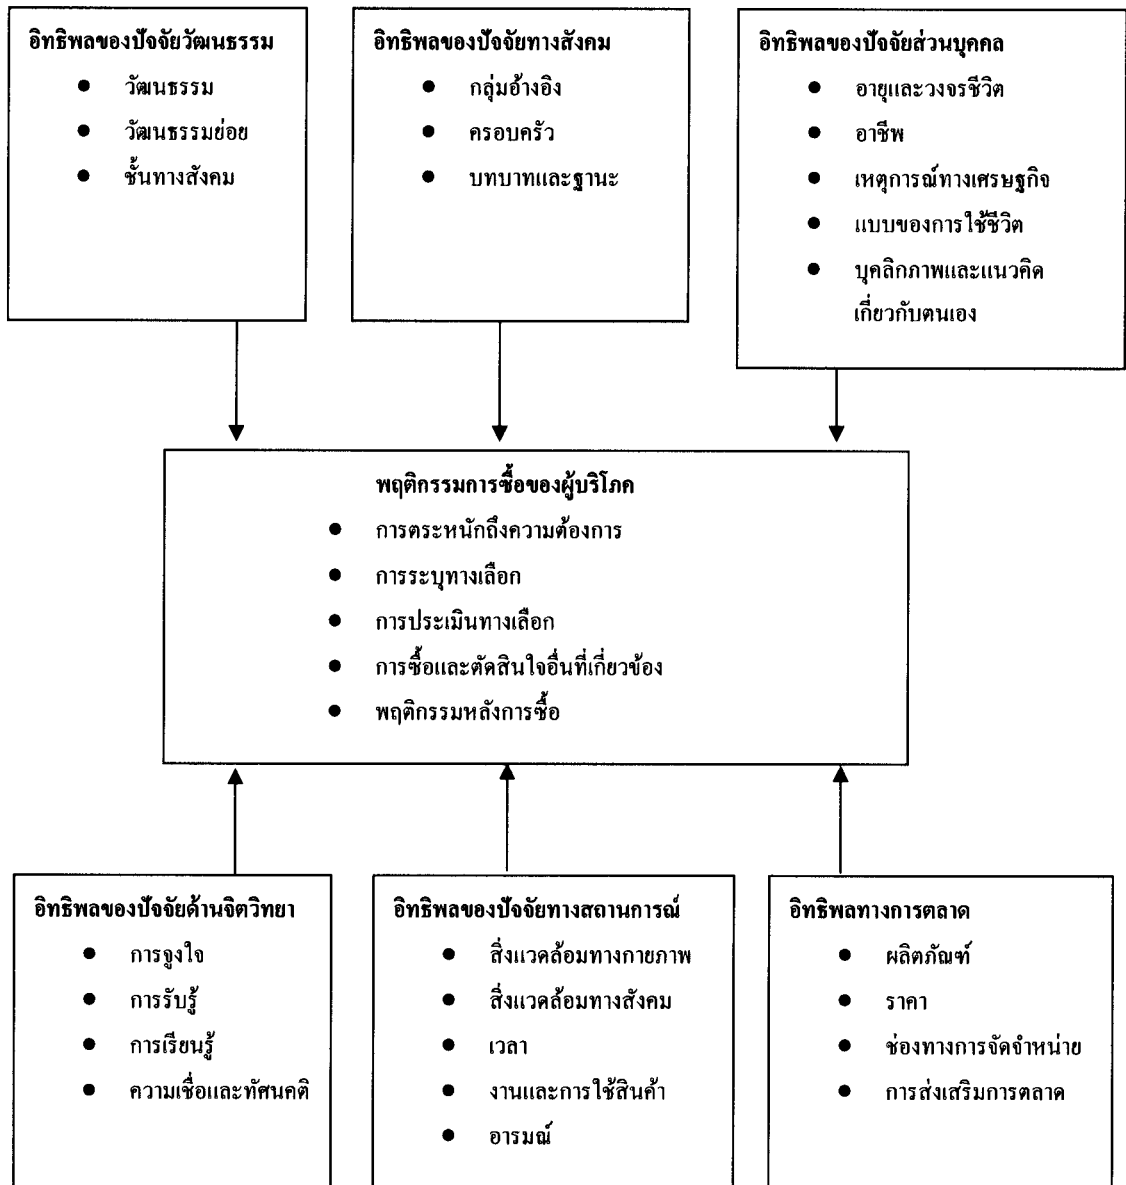 อิทธิพลของปัจจัยวัฒนธรรม
● วัฒนธรรม
● วัฒนธรรมย่อย
● ชั้นทางสังคม
อิทธิพลของปัจจัยทางสังคม
● กลุ่มอ้างอิง
● ครอบครัว
● บทบาทและฐานะ
อิทธิพลของปัจจัยส่วนบุคคล
● อายุและวงจรชีวิต
● อาชีพ
● เหตุการณ์ทางเศรษฐกิจ
● แบบของการใช้ชีวิต
● บุคลิกภาพและแนวคิด
เกี่ยวกับตนเอง
พฤติกรรมการซื้อของผู้บริโภค
● การตระหนักถึงความต้องการ
● การระบุทางเลือก
● การประเมินทางเลือก
● การซื้อและตัดสินใจอื่นที่เกี่ยวข้อง
● พฤติกรรมหลังการซื้อ
อิทธิพลของปัจจัยด้านจิตวิทยา
● การจูงใจ
● การรับรู้
● การเรียนรู้
● ความเชื่อและทัศนคติ
อิทธิพลของปัจจัยทางสถานการณ์
● สิ่งแวดล้อมทางกายภาพ
● สิ่งแวดล้อมทางสังคม
● เวลา
● งานและการใช้สินค้า
● อารมณ์
อิทธิพลทางการตลาด
● ผลิตภัณฑ์
● ราคา
● ช่องทางการจัดจำหน่าย
● การส่งเสริมการตลาด